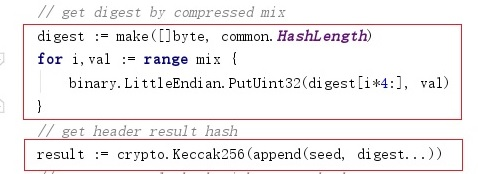 // get digest by compressed mix
digest := make([]byte, common.HashLength)
for i,val := range mix {
binary.LittleEndian.PutUint32(digest[i*4:], val)
}
// get header result hash
result := crypto.Keccak256(append(seed, digest...))